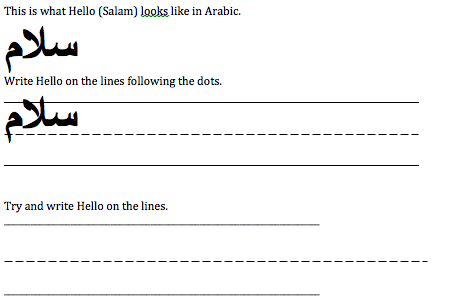 This is what Hello (Salam) looks like in Arabic.
سلام
Write Hello on the lines following the dots.
سلام
Try and write Hello on the lines.